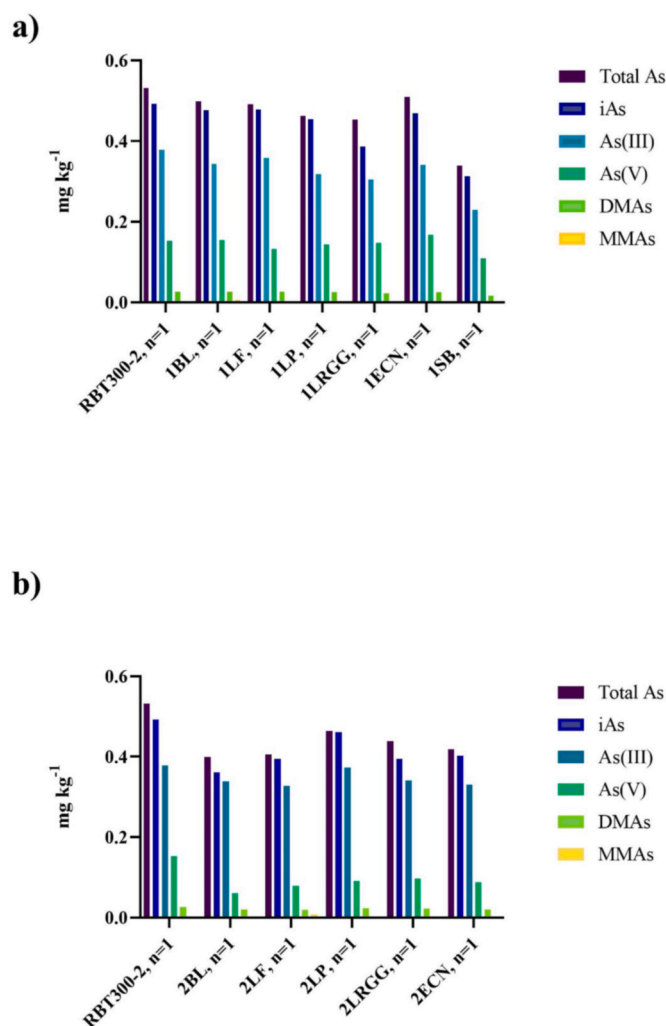 a)
0.6
0.4
0.2
0.0
mg kg⁻¹
RBT300-2, n=1
1BL, n=1
1LF, n=1
1LP, n=1
1LRGG, n=1
1ECN, n=1
1SB, n=1
Total As
iAs
As(III)
As(V)
DMAs
MMAs
b)
0.6
0.4
0.2
0.0
mg kg⁻¹
RBT300-2, n=1
2BL, n=1
2LF, n=1
2LP, n=1
2LRGG, n=1
2ECN, n=1
Total As
iAs
As(III)
As(V)
DMAs
MMAs